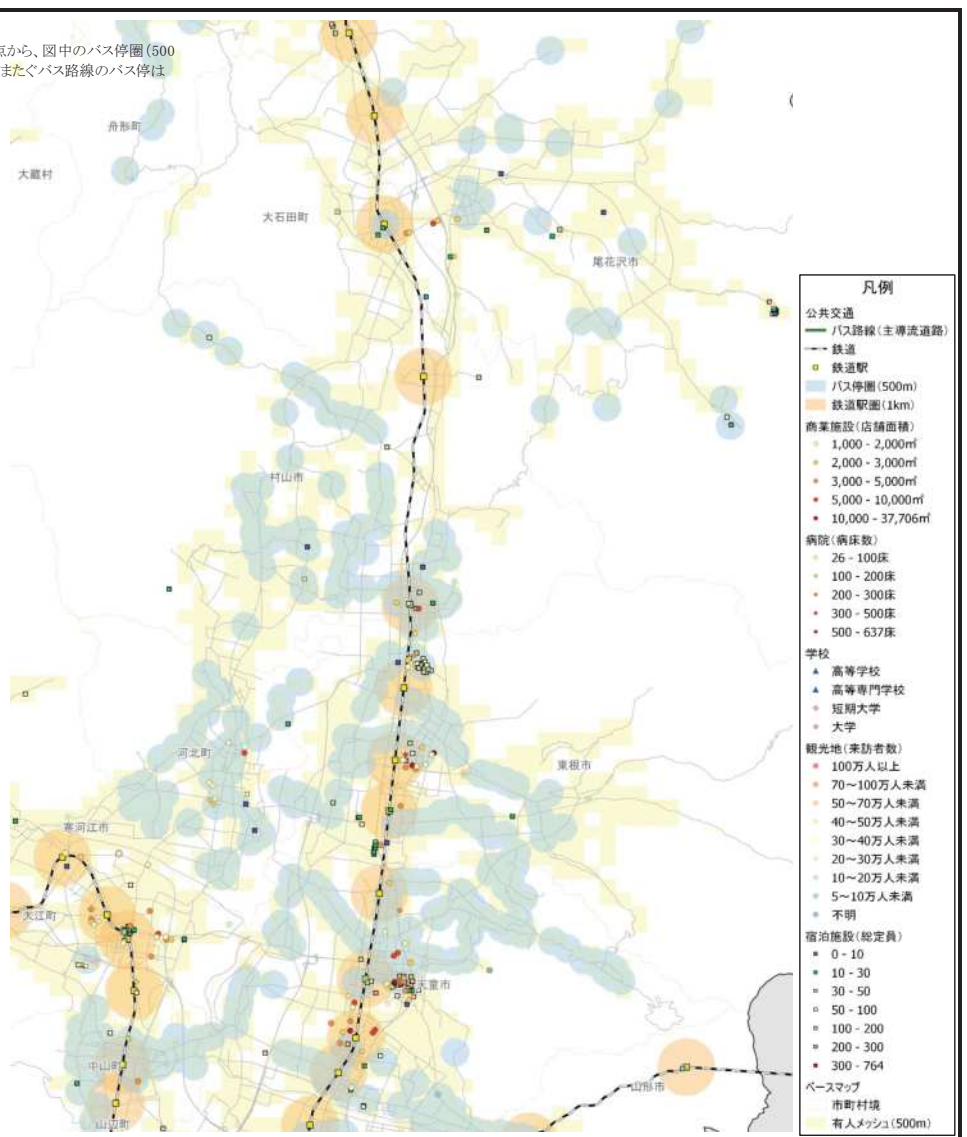 点から、図中のバス停圏(500
またぐバス路線のバス停は
舟形町
大蔵村
大石田町
尾花沢市
村山市
河北町
東根市
寒河江市
大江町
天童市
中山町
山形市
山辺町
凡例
公共交通
バス路線(主導流道路)
鉄道
鉄道駅
バス停圏(500m)
鉄道駅圏(1km)
商業施設(店舗面積)
1,000 - 2,000㎡
2,000 - 3,000㎡
3,000 - 5,000㎡
5,000 - 10,000㎡
10,000 - 37,706㎡
病院(病床数)
26 - 100床
100 - 200床
200 - 300床
300 - 500床
500 - 637床
学校
高等学校
高等専門学校
短期大学
大学
観光地(来訪者数)
100万人以上
70～100万人未満
50～70万人未満
40～50万人未満
30～40万人未満
20～30万人未満
10～20万人未満
5～10万人未満
不明
宿泊施設(総定員)
0 - 10
10 - 30
30 - 50
50 - 100
100 - 200
200 - 300
300 - 764
ベースマップ
市町村境
有人メッシュ(500m)